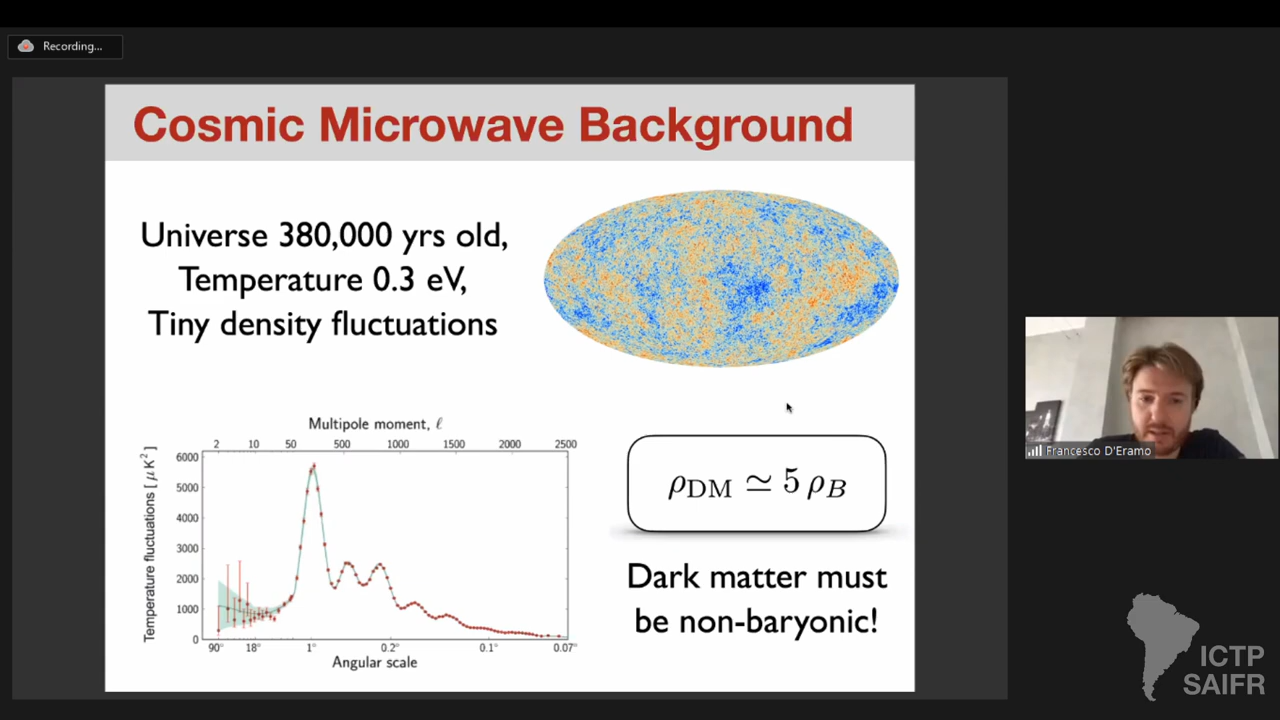 Recording...
Cosmic Microwave Background
Universe 380,000 yrs old,
Temperature 0.3 eV,
Tiny density fluctuations
Multipole moment, ℓ
2 10 50 500 1000 1500 2000 2500
Temperature fluctuations [ μ K² ]
6000
5000
4000
3000
2000
1000
0
90° 18° 1° 0.2° 0.1° 0.07°
Angular scale
ρDM ≃ 5 ρB
Dark matter must
be non-baryonic!
Francesco D'Eramo
ICTP
SAIFR